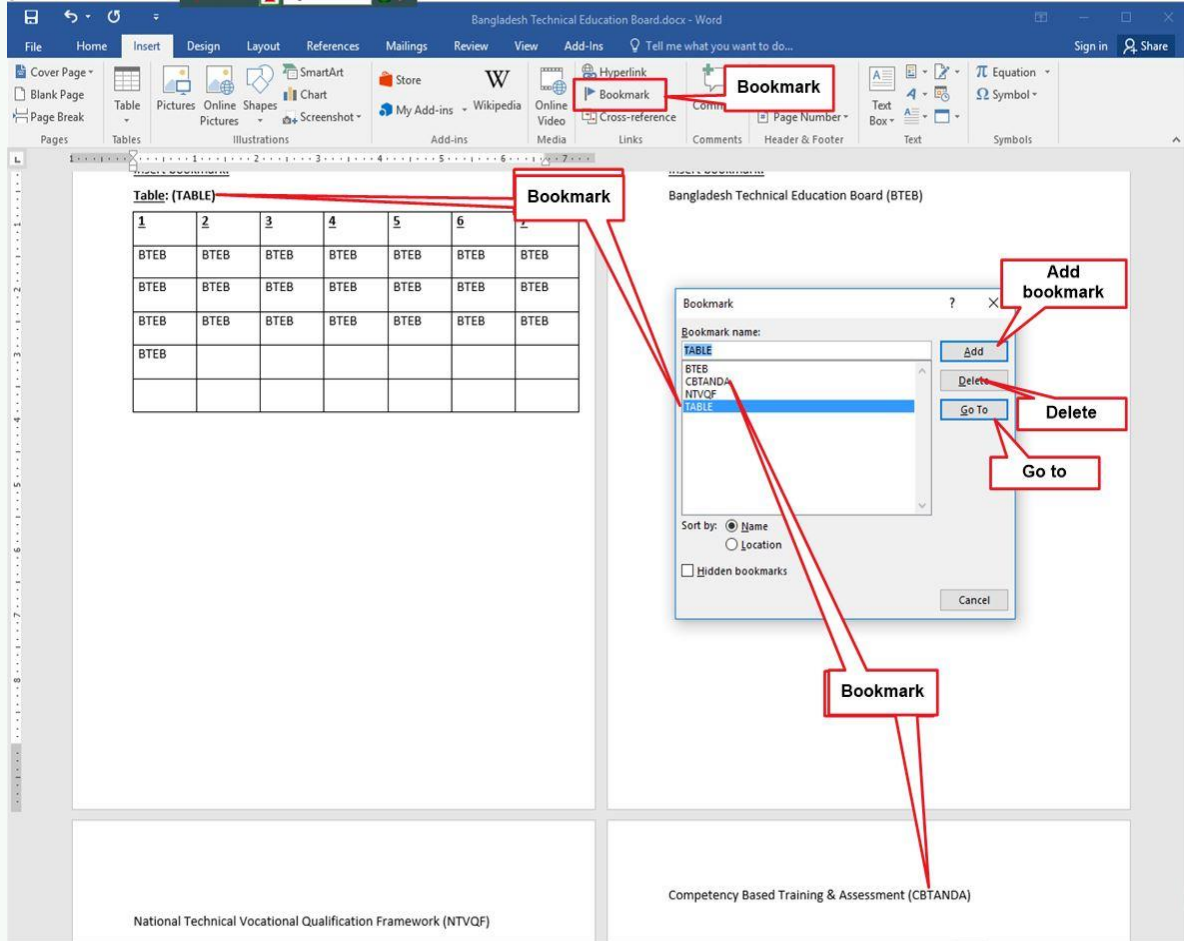 Bangladesh Technical Education Board.docx - Word
File Home Insert Design Layout References Mailings Review View Add-Ins Tell me what you want to do... Sign in Share
Cover Page
Blank Page
Page Break
Pages
Table
Tables
Pictures
Online Pictures
Shapes
SmartArt
Chart
Screenshot
Illustrations
Store
My Add-ins
Wikipedia
Add-ins
Online Video
Media
Hyperlink
Bookmark
Cross-reference
Links
Comments
Bookmark
Page Number
Header & Footer
Text Box
Text
Equation
Symbol
Symbols
Table: (TABLE)
Bookmark
1 2 3 4 5 6
BTEB BTEB BTEB BTEB BTEB BTEB BTEB
BTEB BTEB BTEB BTEB BTEB BTEB BTEB
BTEB BTEB BTEB BTEB BTEB BTEB BTEB
BTEB
Bangladesh Technical Education Board (BTEB)
Add bookmark
Bookmark ?
Bookmark name:
TABLE
Add
BTEB
CBTANDA
NTVQF
TABLE
Delete
Go To
Delete
Go to
Sort by: Name
Location
Hidden bookmarks
Cancel
Bookmark
National Technical Vocational Qualification Framework (NTVQF)
Competency Based Training & Assessment (CBTANDA)